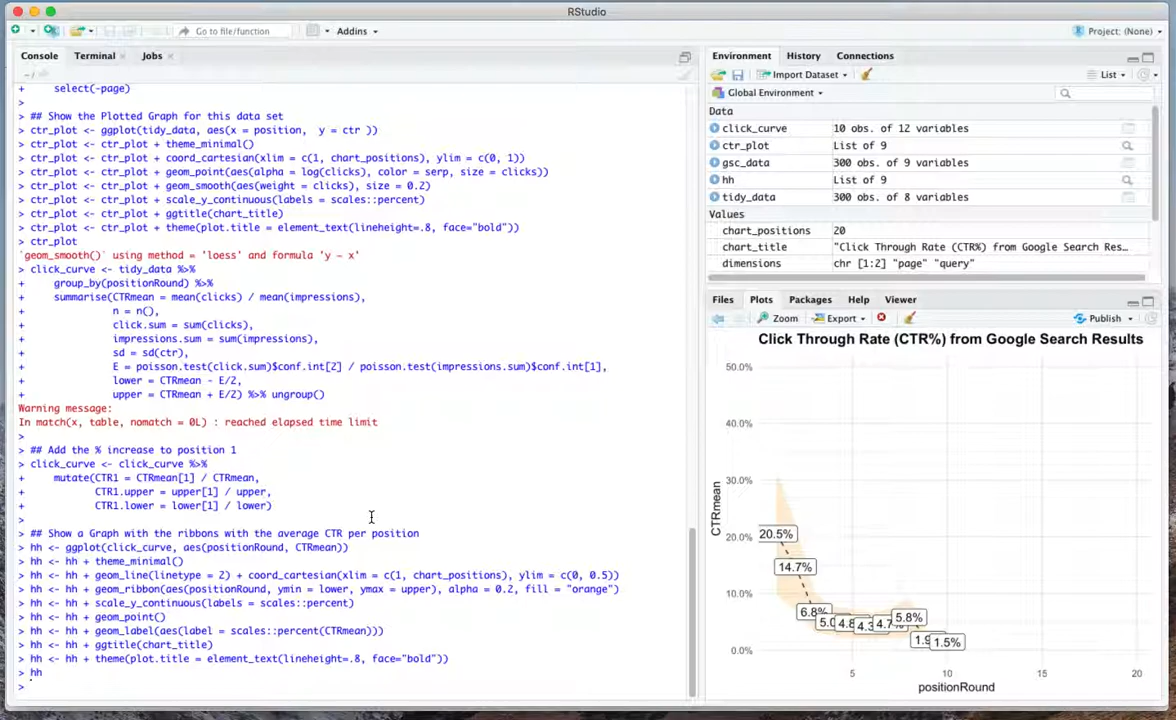 RStudio
Go to file/function
Addins
Project: (None)
Console Terminal Jobs
~/
+ select(-page)
>
> ## Show the Plotted Graph for this data set
> ctr_plot <- ggplot(tidy_data, aes(x = position, y = ctr ))
> ctr_plot <- ctr_plot + theme_minimal()
> ctr_plot <- ctr_plot + coord_cartesian(xlim = c(1, chart_positions), ylim = c(0, 1))
> ctr_plot <- ctr_plot + geom_point(aes(alpha = log(clicks), color = serp, size = clicks))
> ctr_plot <- ctr_plot + geom_smooth(aes(weight = clicks), size = 0.2)
> ctr_plot <- ctr_plot + scale_y_continuous(labels = scales::percent)
> ctr_plot <- ctr_plot + ggtitle(chart_title)
> ctr_plot <- ctr_plot + theme(plot.title = element_text(lineheight=.8, face="bold"))
> ctr_plot
`geom_smooth()` using method = 'loess' and formula 'y ~ x'
> click_curve <- tidy_data %>%
+ group_by(positionRound) %>%
+ summarise(CTRmean = mean(clicks) / mean(impressions),
+ n = n(),
+ click.sum = sum(clicks),
+ impressions.sum = sum(impressions),
+ sd = sd(ctr),
+ E = poisson.test(click.sum)$conf.int[2] / poisson.test(impressions.sum)$conf.int[1],
+ lower = CTRmean - E/2,
+ upper = CTRmean + E/2) %>% ungroup()
Warning message:
In match(x, table, nomatch = 0L) : reached elapsed time limit
>
> ## Add the % increase to position 1
> click_curve <- click_curve %>%
+ mutate(CTR1 = CTRmean[1] / CTRmean,
+ CTR1.upper = upper[1] / upper,
+ CTR1.lower = lower[1] / lower)
>
> ## Show a Graph with the ribbons with the average CTR per position
> hh <- ggplot(click_curve, aes(positionRound, CTRmean))
> hh <- hh + theme_minimal()
> hh <- hh + geom_line(linetype = 2) + coord_cartesian(xlim = c(1, chart_positions), ylim = c(0, 0.5))
> hh <- hh + geom_ribbon(aes(positionRound, ymin = lower, ymax = upper), alpha = 0.2, fill = "orange")
> hh <- hh + scale_y_continuous(labels = scales::percent)
> hh <- hh + geom_point()
> hh <- hh + geom_label(aes(label = scales::percent(CTRmean)))
> hh <- hh + ggtitle(chart_title)
> hh <- hh + theme(plot.title = element_text(lineheight=.8, face="bold"))
> hh
>
Environment History Connections
Import Dataset
List
Global Environment
Data
click_curve 10 obs. of 12 variables
ctr_plot List of 9
gsc_data 300 obs. of 9 variables
hh List of 9
tidy_data 300 obs. of 8 variables
Values
chart_positions 20
chart_title "Click Through Rate (CTR%) from Google Search Res…
dimensions chr [1:2] "page" "query"
Files Plots Packages Help Viewer
Zoom Export Publish
Click Through Rate (CTR%) from Google Search Results
50.0%
40.0%
30.0%
20.0%
10.0%
0.0%
CTRmean
20.5%
14.7%
6.8%
5.0
4.8
4.3
4.7%
5.8%
1.9
1.5%
5 10 15 20
positionRound